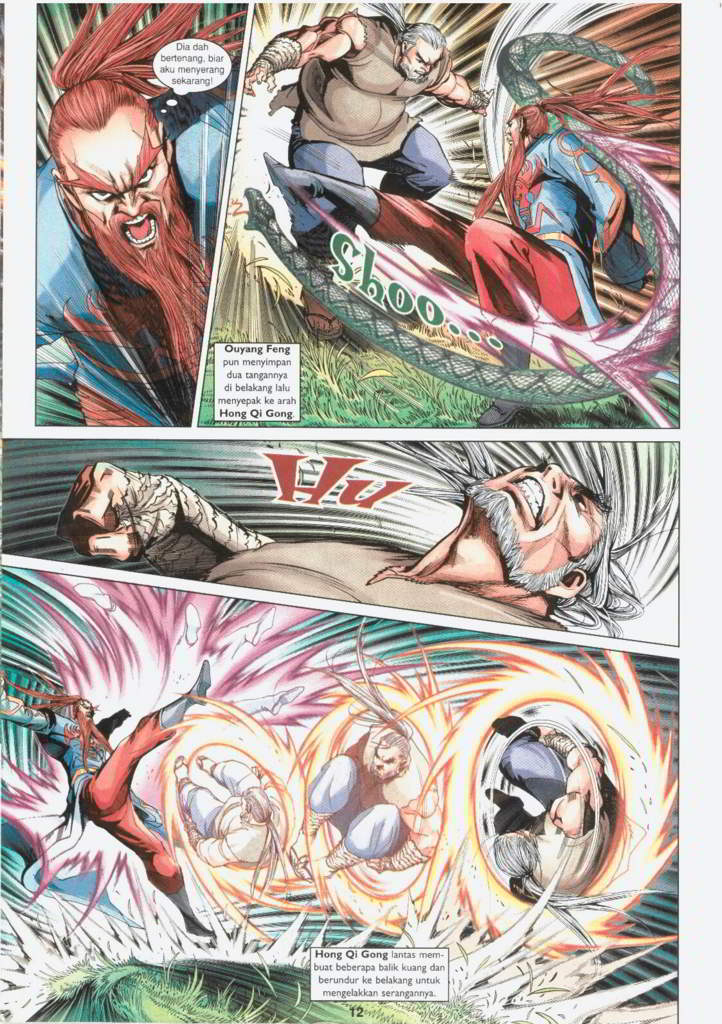 Dia dah
bertenang, biar
aku menyerang
sekarang!
Shoo...
Ouyang Feng
pun menyimpan
dua tangannya
di belakang lalu
menyepak ke arah
Hong Qi Gong.
Hu
Hong Qi Gong lantas mem-
buat beberapa balik kuang dan
berundur ke belakang untuk
mengelakkan serangannya.
12